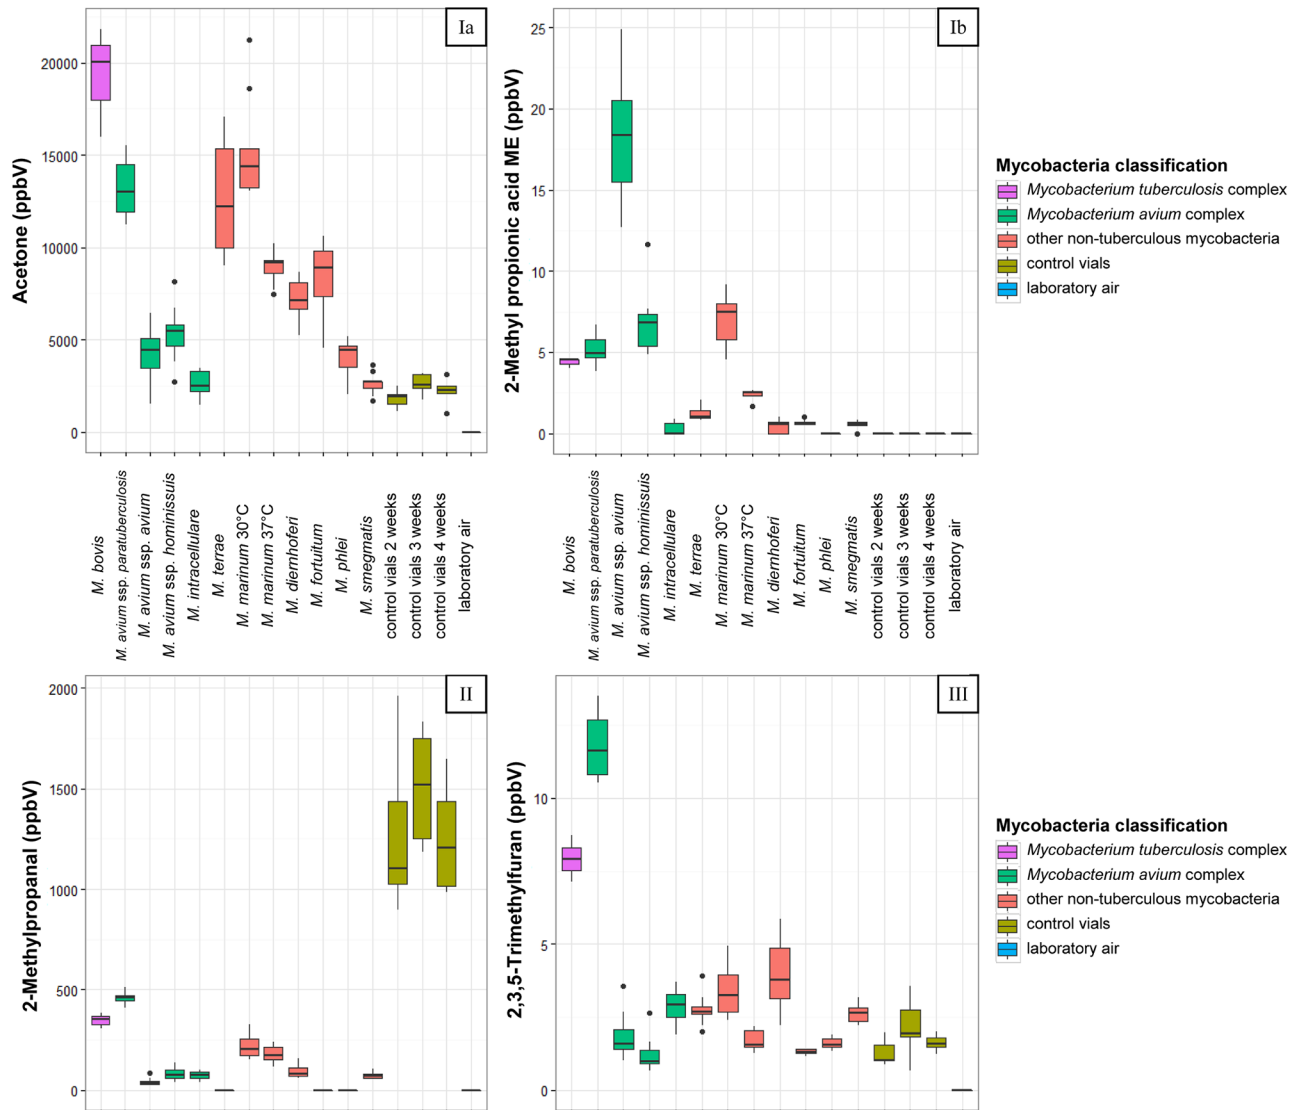 Ia
Acetone (ppbV)
20000
15000
10000
5000
0
M. bovis
M. avium ssp. paratuberculosis
M. avium ssp. avium
M. avium ssp. hominissuis
M. intracellulare
M. terrae
M. marinum 30°C
M. marinum 37°C
M. diernhoferi
M. fortuitum
M. phlei
M. smegmatis
control vials 2 weeks
control vials 3 weeks
control vials 4 weeks
laboratory air
Ib
2-Methyl propionic acid ME (ppbV)
25
20
15
10
5
0
M. bovis
M. avium ssp. paratuberculosis
M. avium ssp. avium
M. avium ssp. hominissuis
M. intracellulare
M. terrae
M. marinum 30°C
M. marinum 37°C
M. diernhoferi
M. fortuitum
M. phlei
M. smegmatis
control vials 2 weeks
control vials 3 weeks
control vials 4 weeks
laboratory air
Mycobacteria classification
Mycobacterium tuberculosis complex
Mycobacterium avium complex
other non-tuberculous mycobacteria
control vials
laboratory air
II
2-Methylpropanal (ppbV)
2000
1500
1000
500
0
III
2,3,5-Trimethylfuran (ppbV)
10
5
0
Mycobacteria classification
Mycobacterium tuberculosis complex
Mycobacterium avium complex
other non-tuberculous mycobacteria
control vials
laboratory air